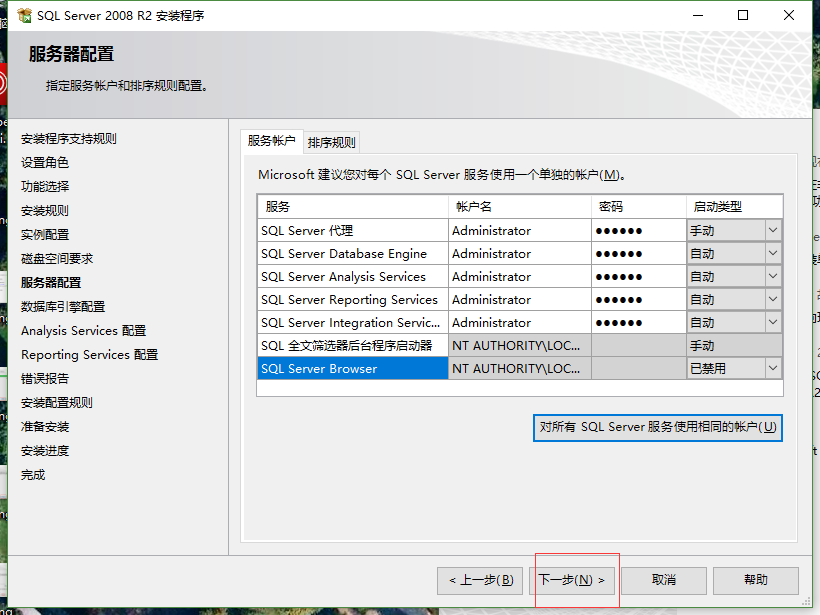 SQL Server 2008 R2 安装程序
服务器配置
指定服务帐户和排序规则配置。
安装程序支持规则
设置角色
功能选择
安装规则
实例配置
磁盘空间要求
服务器配置
数据库引擎配置
Analysis Services 配置
Reporting Services 配置
错误报告
安装配置规则
准备安装
安装进度
完成
服务帐户 排序规则
Microsoft 建议您对每个 SQL Server 服务使用一个单独的帐户(M)。
服务 帐户名 密码 启动类型
SQL Server 代理 Administrator ●●●●●● 手动
SQL Server Database Engine Administrator ●●●●●● 自动
SQL Server Analysis Services Administrator ●●●●●● 自动
SQL Server Reporting Services Administrator ●●●●●● 自动
SQL Server Integration Servic... Administrator ●●●●●● 自动
SQL 全文筛选器后台程序启动器 NT AUTHORITY\LOC... 手动
SQL Server Browser NT AUTHORITY\LOC... 已禁用
对所有 SQL Server 服务使用相同的帐户(U)
< 上一步(B) 下一步(N) > 取消 帮助